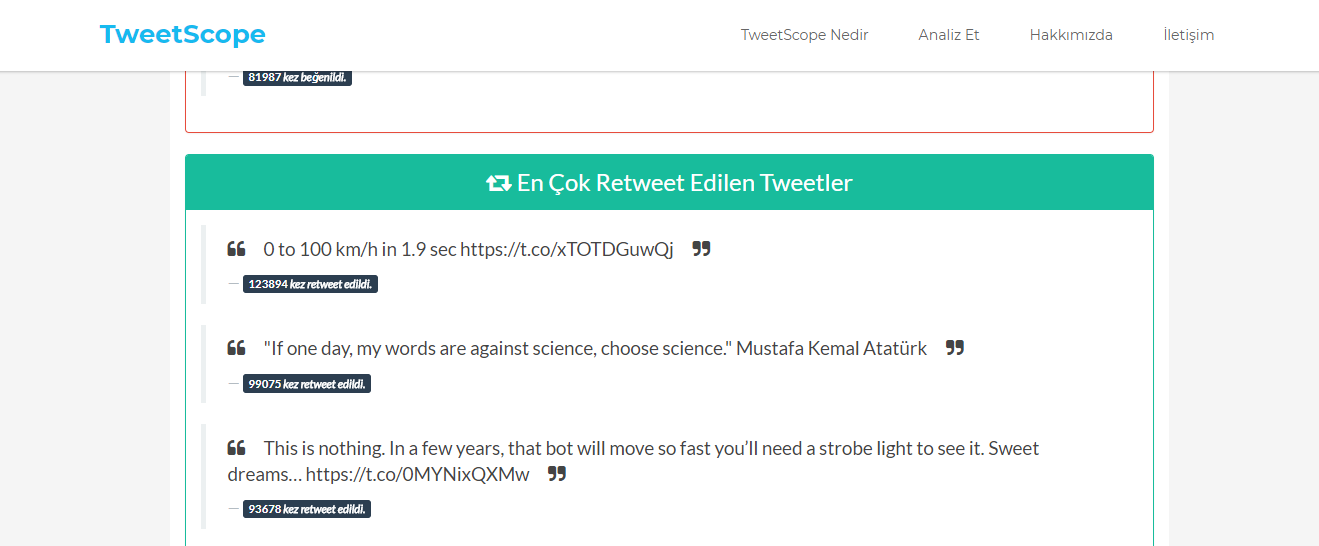 TweetScope
TweetScope Nedir
Analiz Et
Hakkımızda
İletişim
— 81987 kez beğenildi.
En Çok Retweet Edilen Tweetler
❝ 0 to 100 km/h in 1.9 sec https://t.co/xTOTDGuwQj ❞
— 123894 kez retweet edildi.
❝ "If one day, my words are against science, choose science." Mustafa Kemal Atatürk ❞
— 99075 kez retweet edildi.
❝ This is nothing. In a few years, that bot will move so fast you’ll need a strobe light to see it. Sweet
dreams… https://t.co/0MYNixQXMw ❞
— 93678 kez retweet edildi.